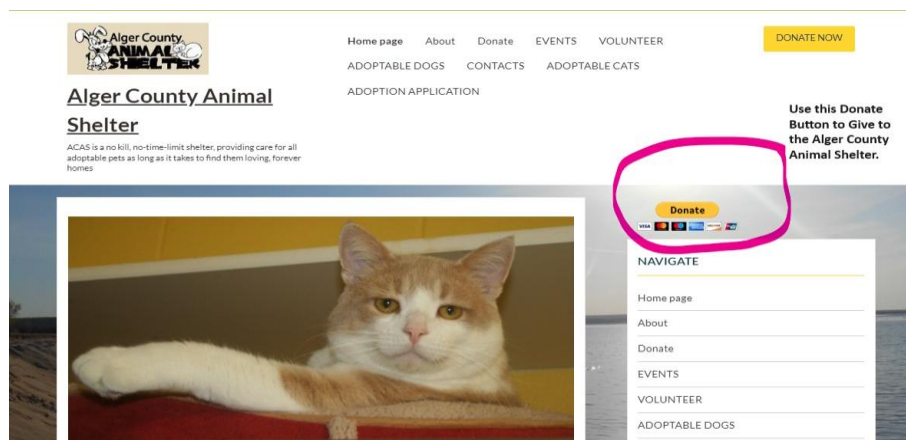 Alger County
ANIMAL
SHELTER
Alger County Animal
Shelter
ACAS is a no kill, no-time-limit shelter, providing care for all
adoptable pets as long as it takes to find them loving, forever
homes
Home page About Donate EVENTS VOLUNTEER
ADOPTABLE DOGS CONTACTS ADOPTABLE CATS
ADOPTION APPLICATION
DONATE NOW
Use this Donate
Button to Give to
the Alger County
Animal Shelter.
Donate
VISA
NAVIGATE
Home page
About
Donate
EVENTS
VOLUNTEER
ADOPTABLE DOGS